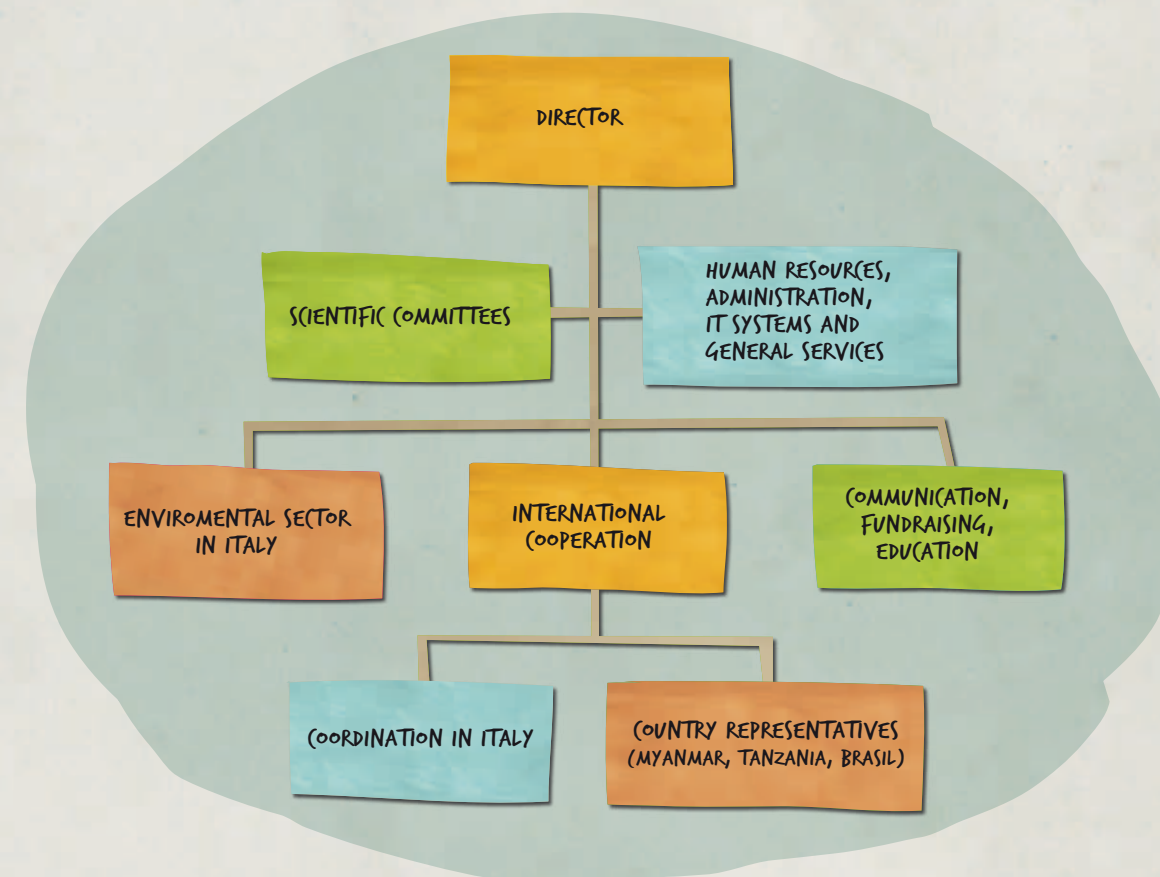 DIRECTOR
SCIENTIFIC COMMITTEES
HUMAN RESOURCES,
ADMINISTRATION,
IT SYSTEMS AND
GENERAL SERVICES
ENVIROMENTAL SECTOR
IN ITALY
INTERNATIONAL
COOPERATION
COMMUNICATION,
FUNDRAISING,
EDUCATION
COORDINATION IN ITALY
COUNTRY REPRESENTATIVES
(MYANMAR, TANZANIA, BRASIL)